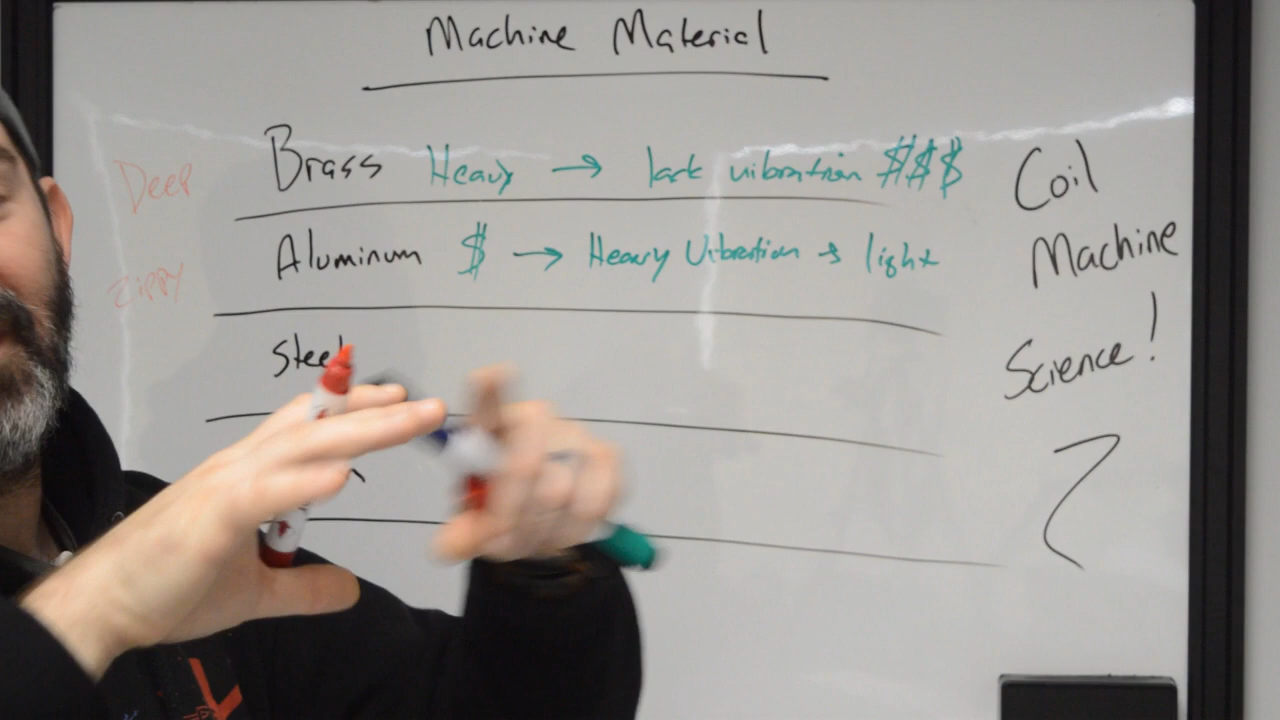 Machine Material
Deep Brass Heavy → lack vibration $$$
Zippy Aluminum $ → Heavy Vibration → light
Steel
Coil
Machine
Science!